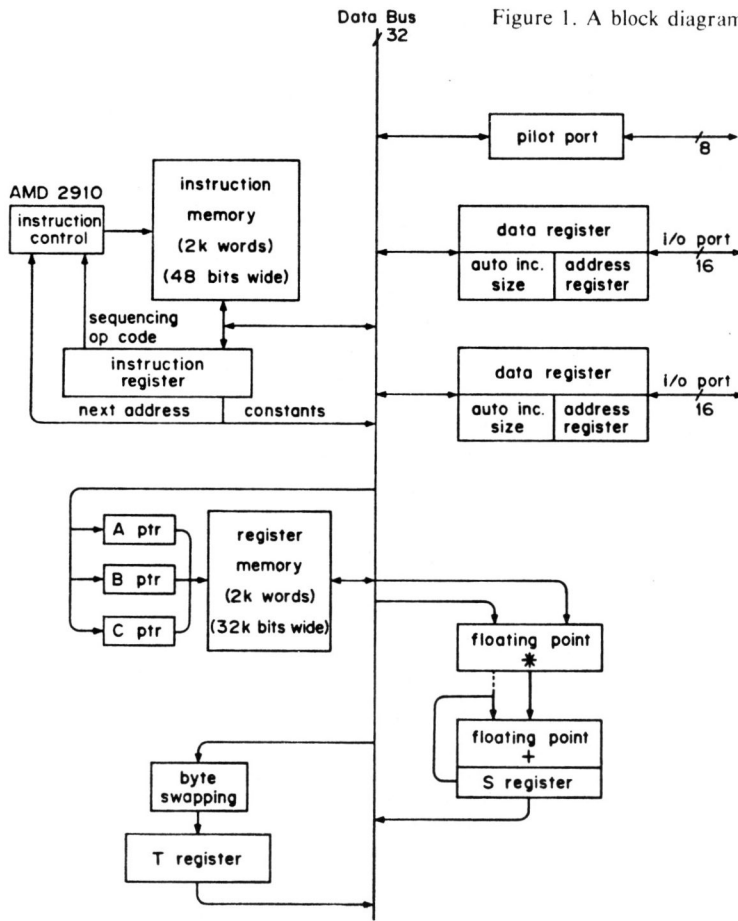 Data Bus
32
Figure 1. A block diagram
pilot port
8
AMD 2910
instruction
control
instruction
memory
(2k words)
(48 bits wide)
data register
auto inc.
size
address
register
i/o port
16
sequencing
op code
instruction
register
next address
constants
data register
auto inc.
size
address
register
i/o port
16
A ptr
B ptr
C ptr
register
memory
(2k words)
(32k bits wide)
floating point
*
floating point
+
S register
byte
swapping
T register